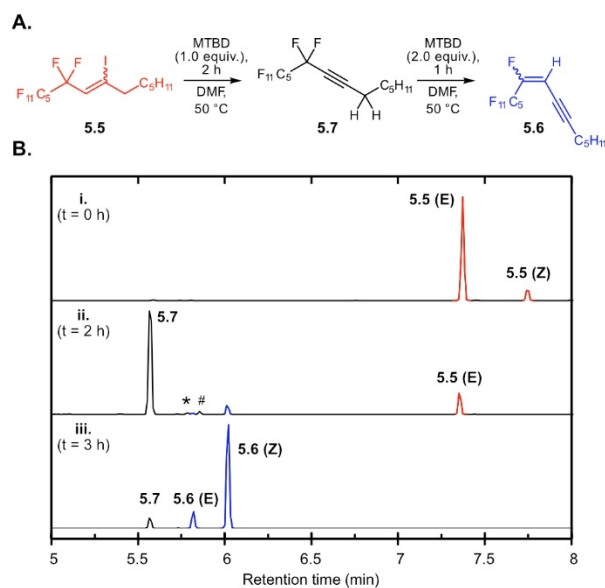 A.
F F I
F₁₁C₅ C₅H₁₁
5.5
MTBD
(1.0 equiv.),
2 h
DMF,
50 °C
F F
F₁₁C₅ C₅H₁₁
H H
5.7
MTBD
(2.0 equiv.),
1 h
DMF,
50 °C
F H
F₁₁C₅
C₅H₁₁
5.6
B.
i.
(t = 0 h)
5.5 (E)
5.5 (Z)
ii.
(t = 2 h)
5.7
* #
5.5 (E)
iii.
(t = 3 h)
5.6 (Z)
5.7 5.6 (E)
5 5.5 6 6.5 7 7.5 8
Retention time (min)